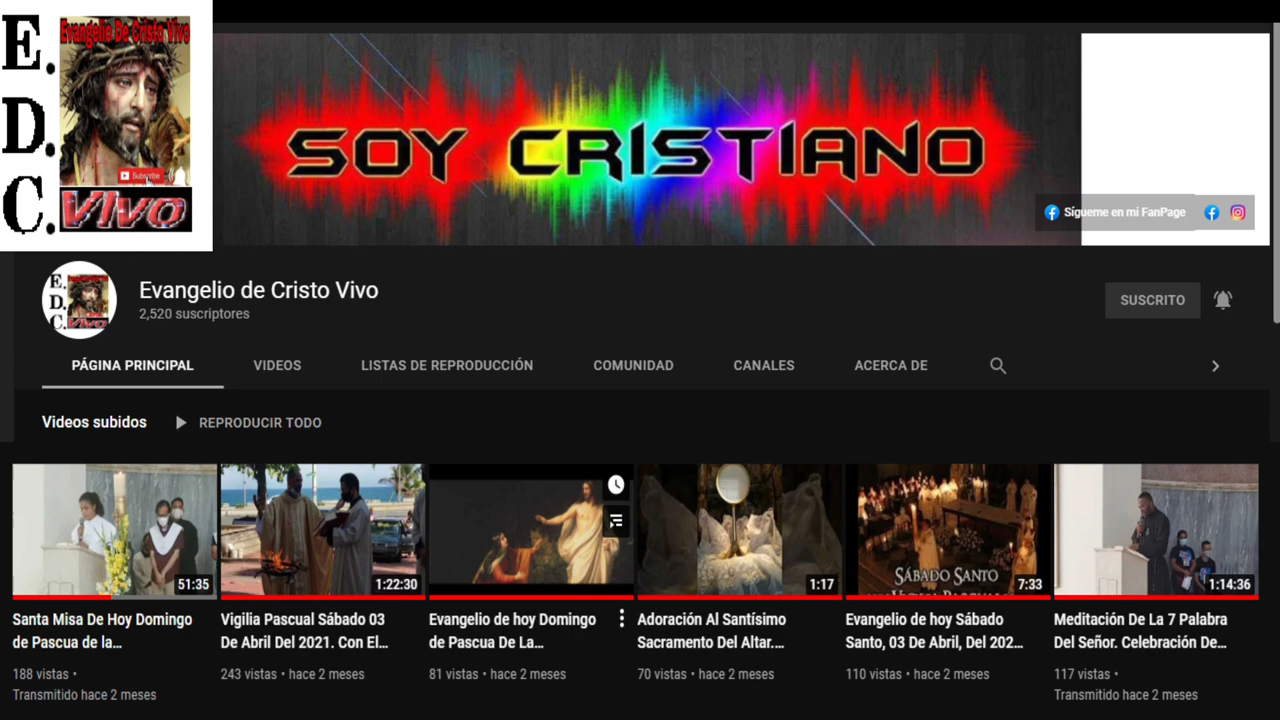 E.
D.
C.
Evangelio De Cristo Vivo
Subscribe
Vivo
SOY CRISTIANO
Sígueme en mi FanPage
E.
D.
C.
Vivo
Evangelio de Cristo Vivo
2,520 suscriptores
SUSCRITO
PÁGINA PRINCIPAL VIDEOS LISTAS DE REPRODUCCIÓN COMUNIDAD CANALES ACERCA DE
Videos subidos REPRODUCIR TODO
51:35
1:22:30
1:17
SÁBADO SANTO
7:33
1:14:36
Santa Misa De Hoy Domingo
de Pascua de la...
188 vistas •
Transmitido hace 2 meses
Vigilia Pascual Sábado 03
De Abril Del 2021. Con El...
243 vistas • hace 2 meses
Evangelio de hoy Domingo
de Pascua De La...
81 vistas • hace 2 meses
Adoración Al Santísimo
Sacramento Del Altar....
70 vistas • hace 2 meses
Evangelio de hoy Sábado
Santo, 03 De Abril, Del 202...
110 vistas • hace 2 meses
Meditación De La 7 Palabra
Del Señor. Celebración De...
117 vistas •
Transmitido hace 2 meses